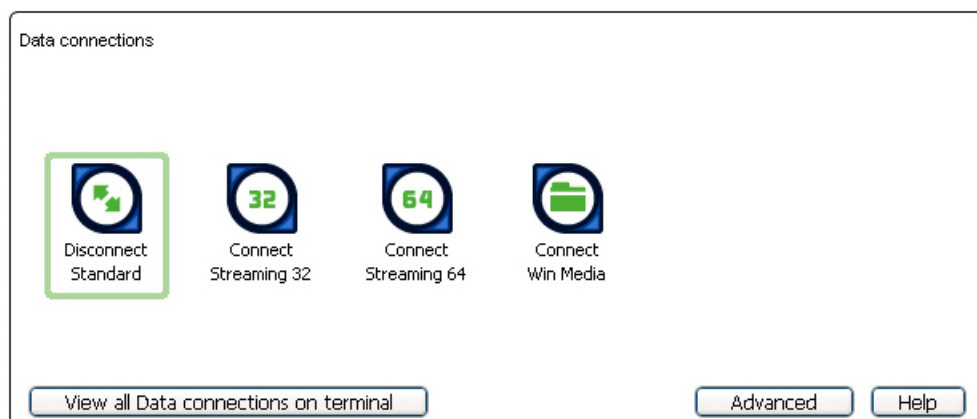 Data connections
32
64
Disconnect
Standard
Connect
Streaming 32
Connect
Streaming 64
Connect
Win Media
View all Data connections on terminal
Advanced
Help